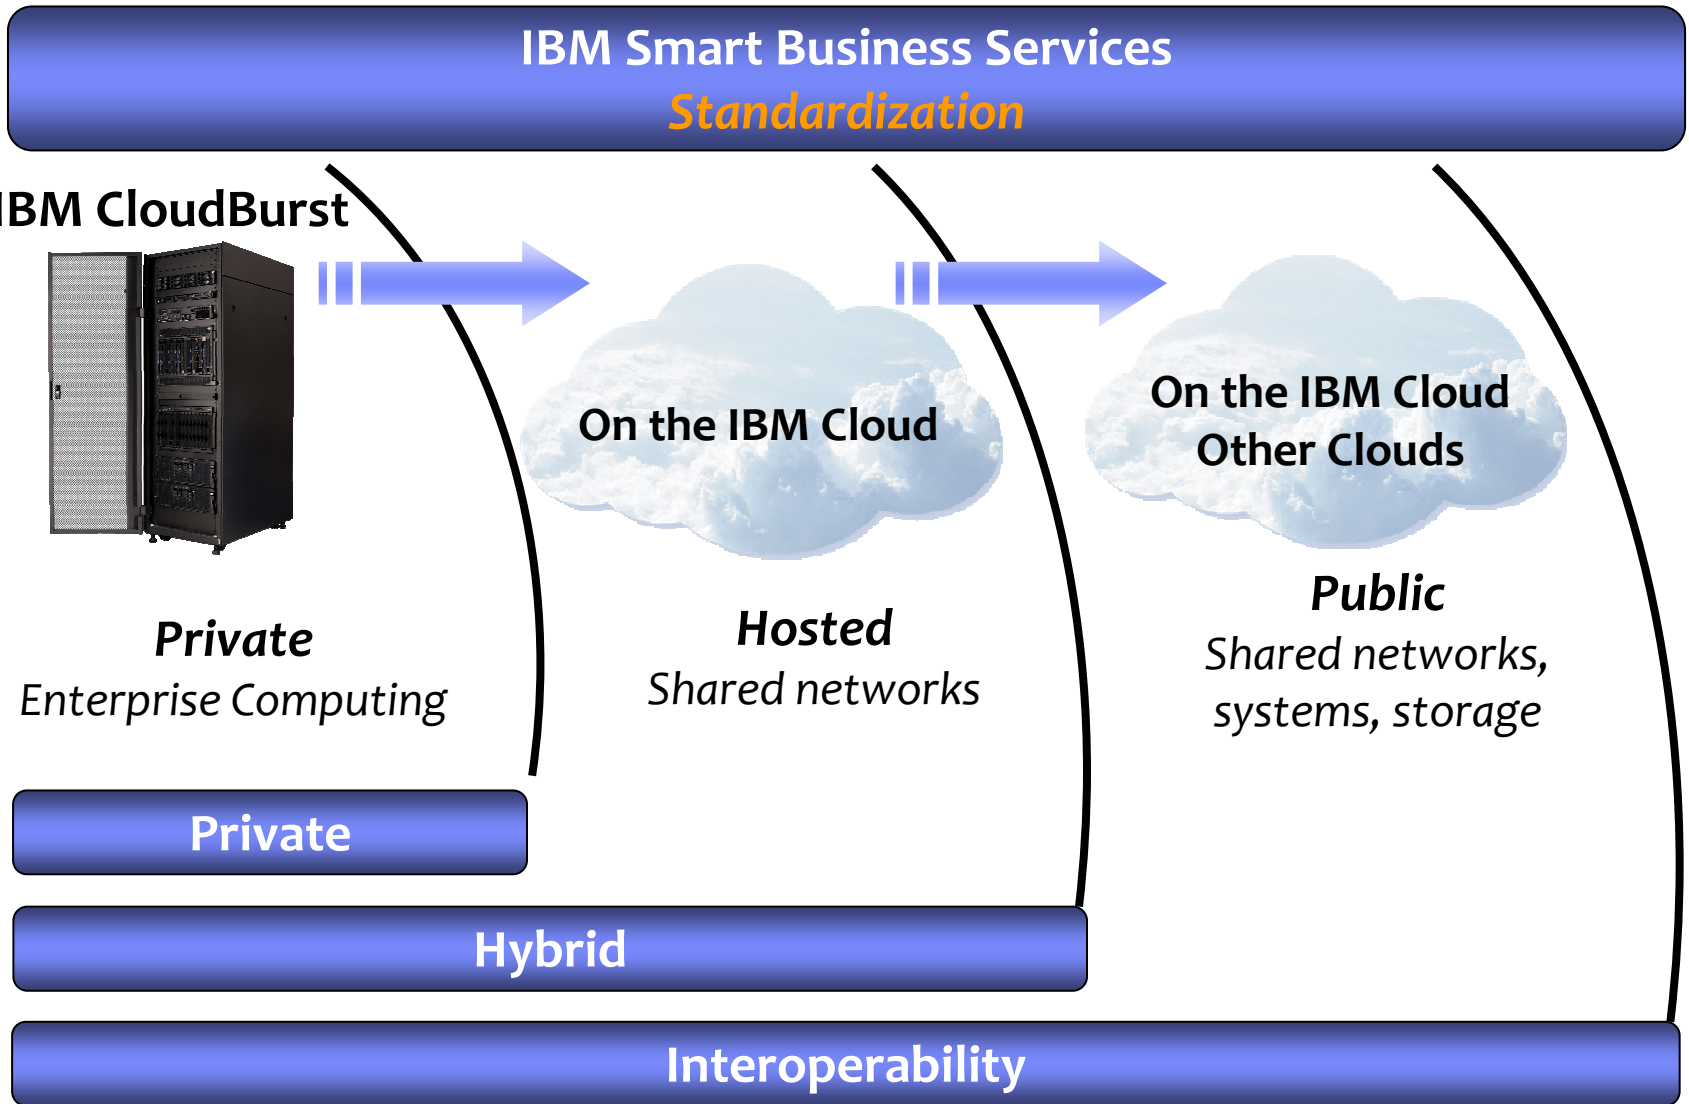 IBM Smart Business Services
Standardization
IBM CloudBurst
On the IBM Cloud
On the IBM Cloud
Other Clouds
Private
Enterprise Computing
Hosted
Shared networks
Public
Shared networks,
systems, storage
Private
Hybrid
Interoperability